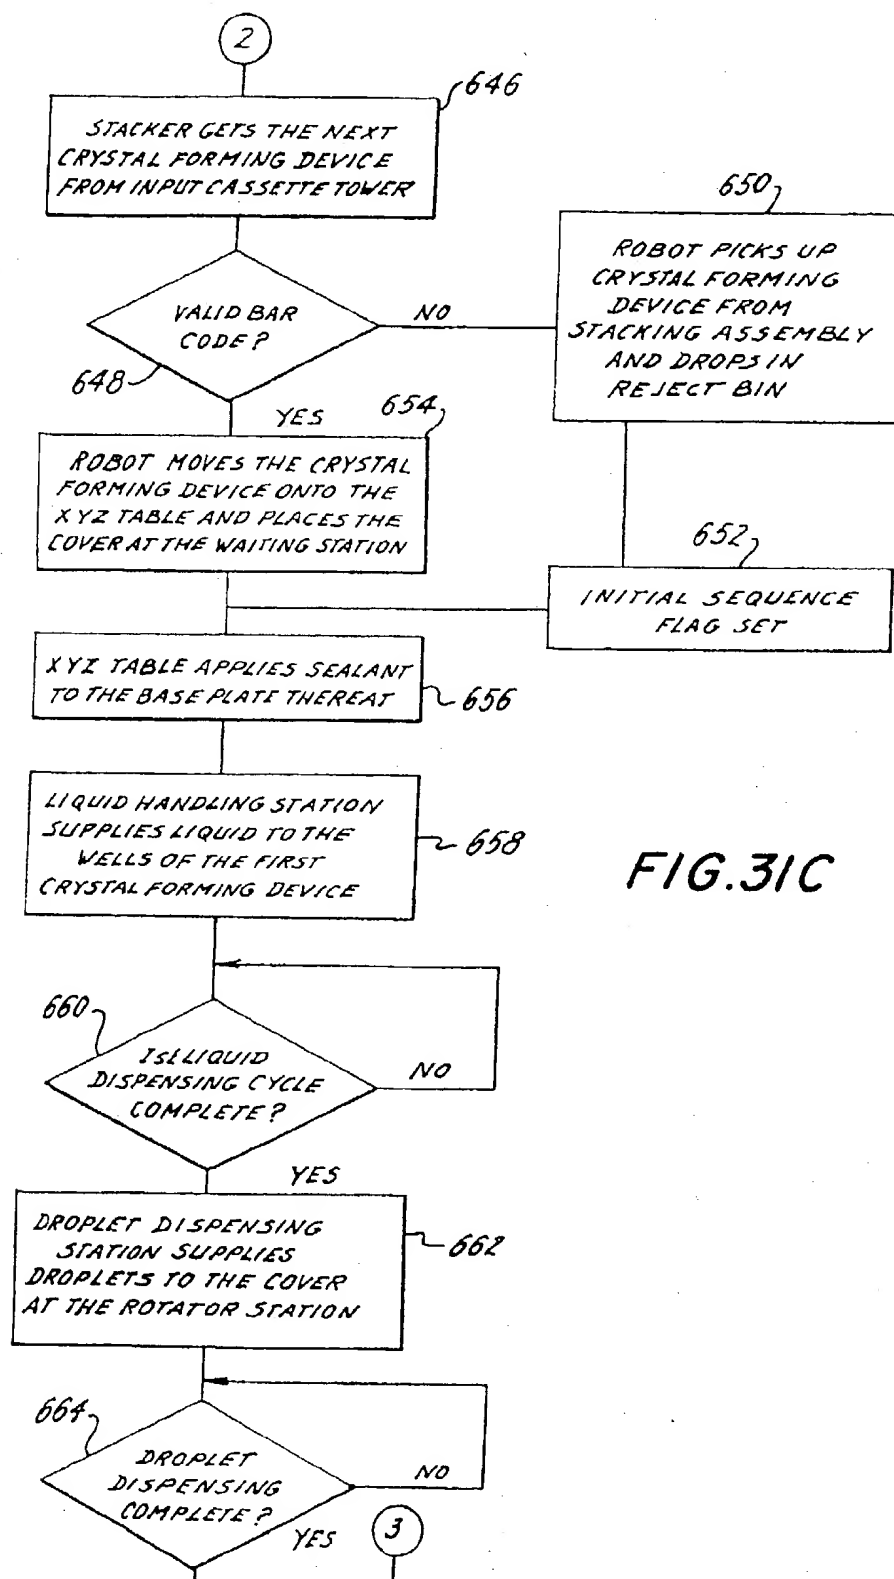 2
646
STACKER GETS THE NEXT
CRYSTAL FORMING DEVICE
FROM INPUT CASSETTE TOWER
VALID BAR
CODE?
648
NO
YES
650
ROBOT PICKS UP
CRYSTAL FORMING
DEVICE FROM
STACKING ASSEMBLY
AND DROPS IN
REJECT BIN
654
ROBOT MOVES THE CRYSTAL
FORMING DEVICE ONTO THE
XYZ TABLE AND PLACES THE
COVER AT THE WAITING STATION
652
INITIAL SEQUENCE
FLAG SET
XYZ TABLE APPLIES SEALANT
TO THE BASE PLATE THEREAT
656
LIQUID HANDLING STATION
SUPPLIES LIQUID TO THE
WELLS OF THE FIRST
CRYSTAL FORMING DEVICE
658
FIG.31C
660
1st LIQUID
DISPENSING CYCLE
COMPLETE?
NO
YES
DROPLET DISPENSING
STATION SUPPLIES
DROPLETS TO THE COVER
AT THE ROTATOR STATION
662
664
DROPLET
DISPENSING
COMPLETE?
NO
YES
3